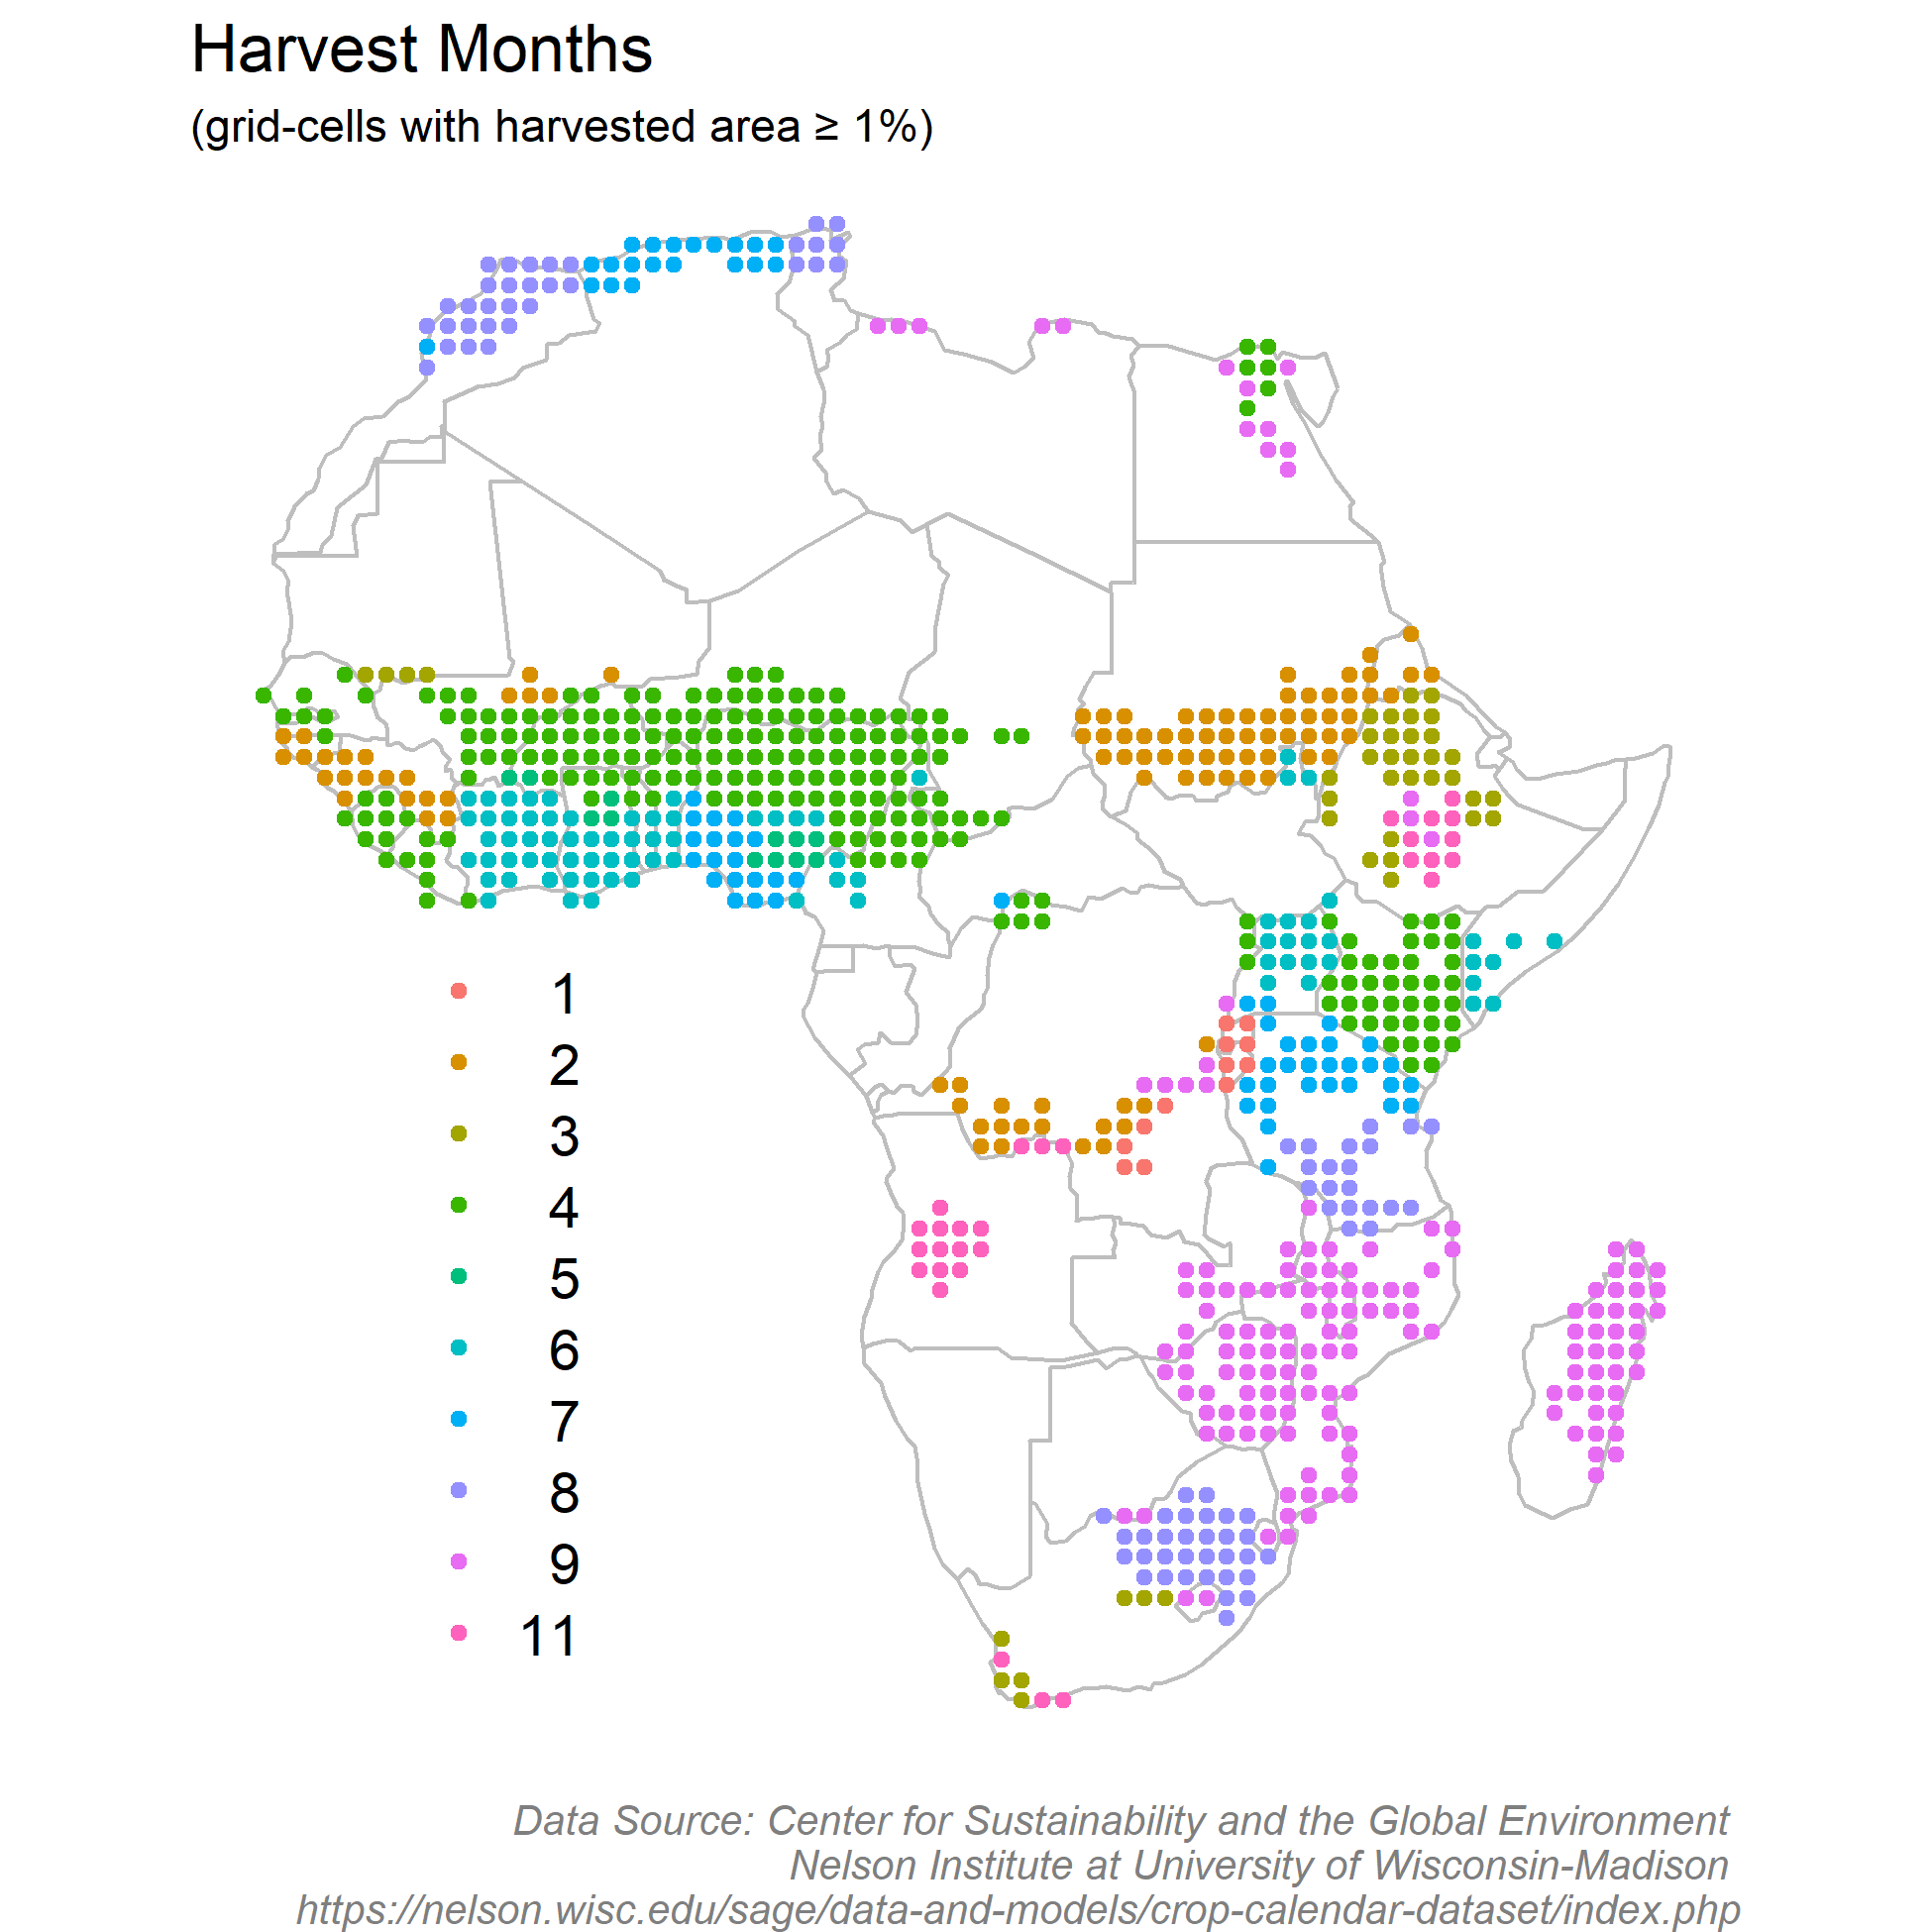 Harvest Months
(grid-cells with harvested area ≥ 1%)
1
2
3
4
5
6
7
8
9
11
Data Source: Center for Sustainability and the Global Environment
Nelson Institute at University of Wisconsin-Madison
https://nelson.wisc.edu/sage/data-and-models/crop-calendar-dataset/index.php